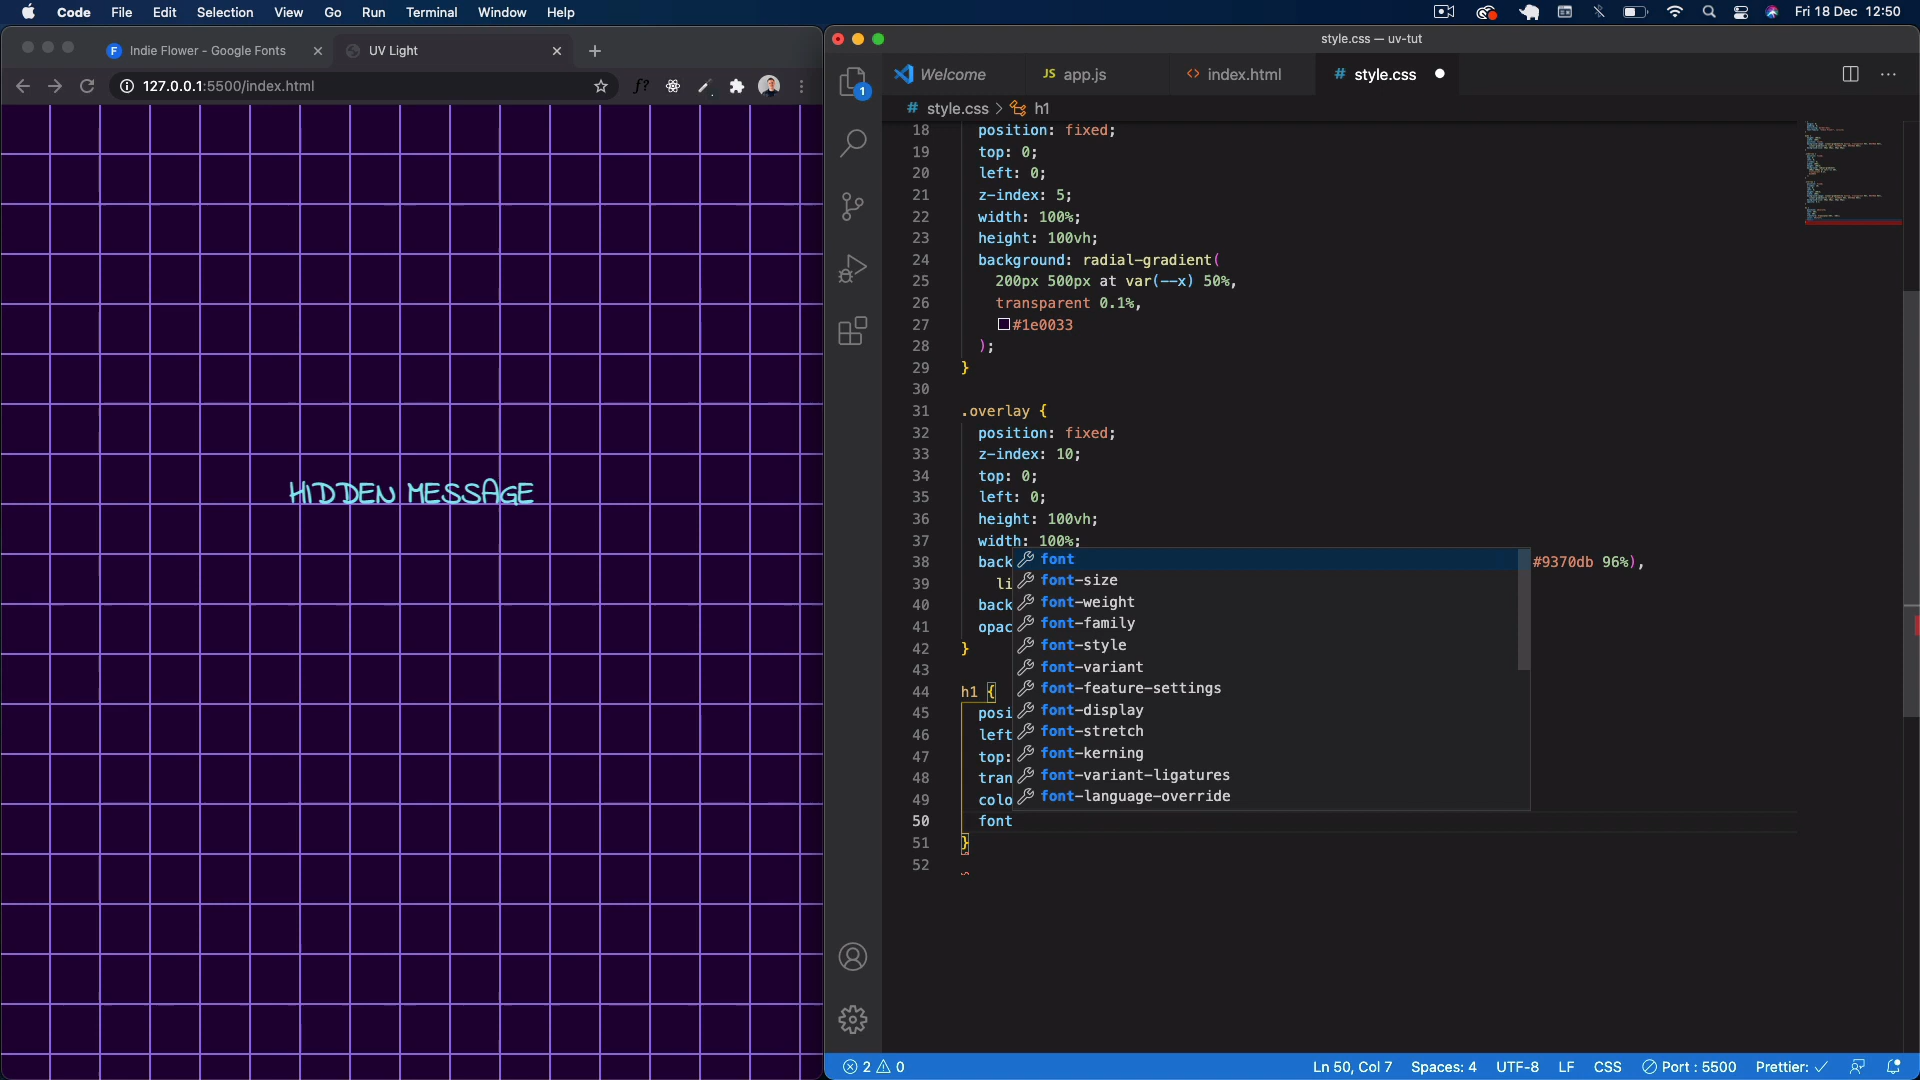 Code File Edit Selection View Go Run Terminal Window Help Fri 18 Dec 12:50
Indie Flower - Google Fonts
UV Light
127.0.0.1:5500/index.html
f?
HIDDEN MESSAGE
style.css — uv-tut
1
Welcome
JS app.js
<> index.html
# style.css
# style.css > h1
18 position: fixed;
19 top: 0;
20 left: 0;
21 z-index: 5;
22 width: 100%;
23 height: 100vh;
24 background: radial-gradient(
25 200px 500px at var(--x) 50%,
26 transparent 0.1%,
27 #1e0033
28 );
29 }
30
31 .overlay {
32 position: fixed;
33 z-index: 10;
34 top: 0;
35 left: 0;
36 height: 100vh;
37 width: 100%;
38 back #9370db 96%),
39 li
40 back
41 opac
42 }
43
44 h1 {
45 posi
46 left
47 top:
48 tran
49 colo
50 font
51 }
52
font
font-size
font-weight
font-family
font-style
font-variant
font-feature-settings
font-display
font-stretch
font-kerning
font-variant-ligatures
font-language-override
2 0 Ln 50, Col 7 Spaces: 4 UTF-8 LF CSS Port : 5500 Prettier: ✓